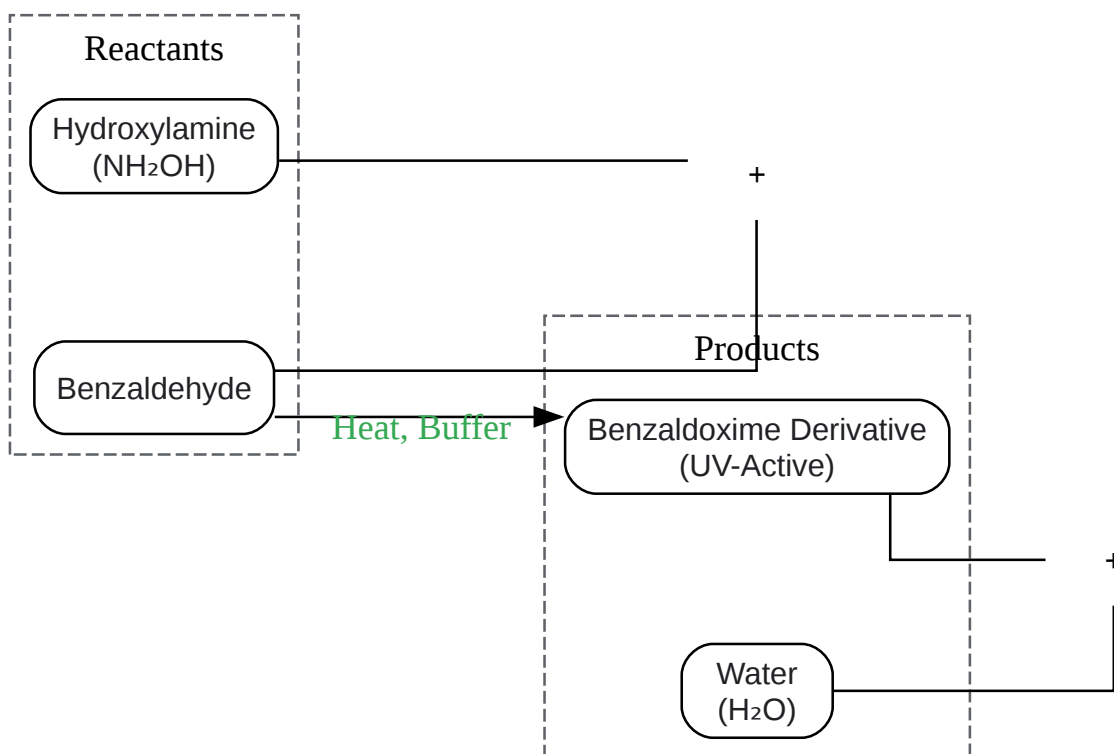 Reactants
Hydroxylamine
(NH₂OH)
+
Benzaldehyde
Heat, Buffer
Products
Benzaldoxime Derivative
(UV-Active)
+
Water
(H₂O)